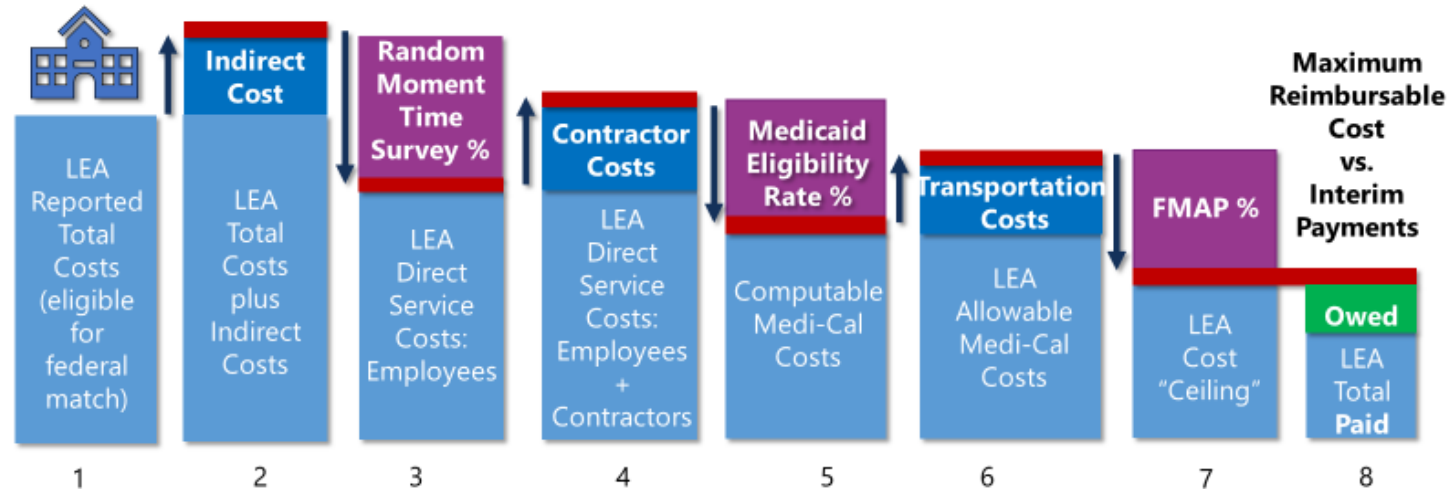 LEA
Reported
Total
Costs
(eligible
for
federal
match)
1
Indirect
Cost
LEA
Total
Costs
plus
Indirect
Costs
2
Random
Moment
Time
Survey %
LEA
Direct
Service
Costs:
Employees
3
Contractor
Costs
LEA
Direct
Service
Costs:
Employees
+
Contractors
4
Medicaid
Eligibility
Rate %
Computable
Medi-Cal
Costs
5
Transportation
Costs
LEA
Allowable
Medi-Cal
Costs
6
FMAP %
LEA
Cost
“Ceiling”
7
Maximum
Reimbursable
Cost
vs.
Interim
Payments
Owed
LEA
Total
Paid
8